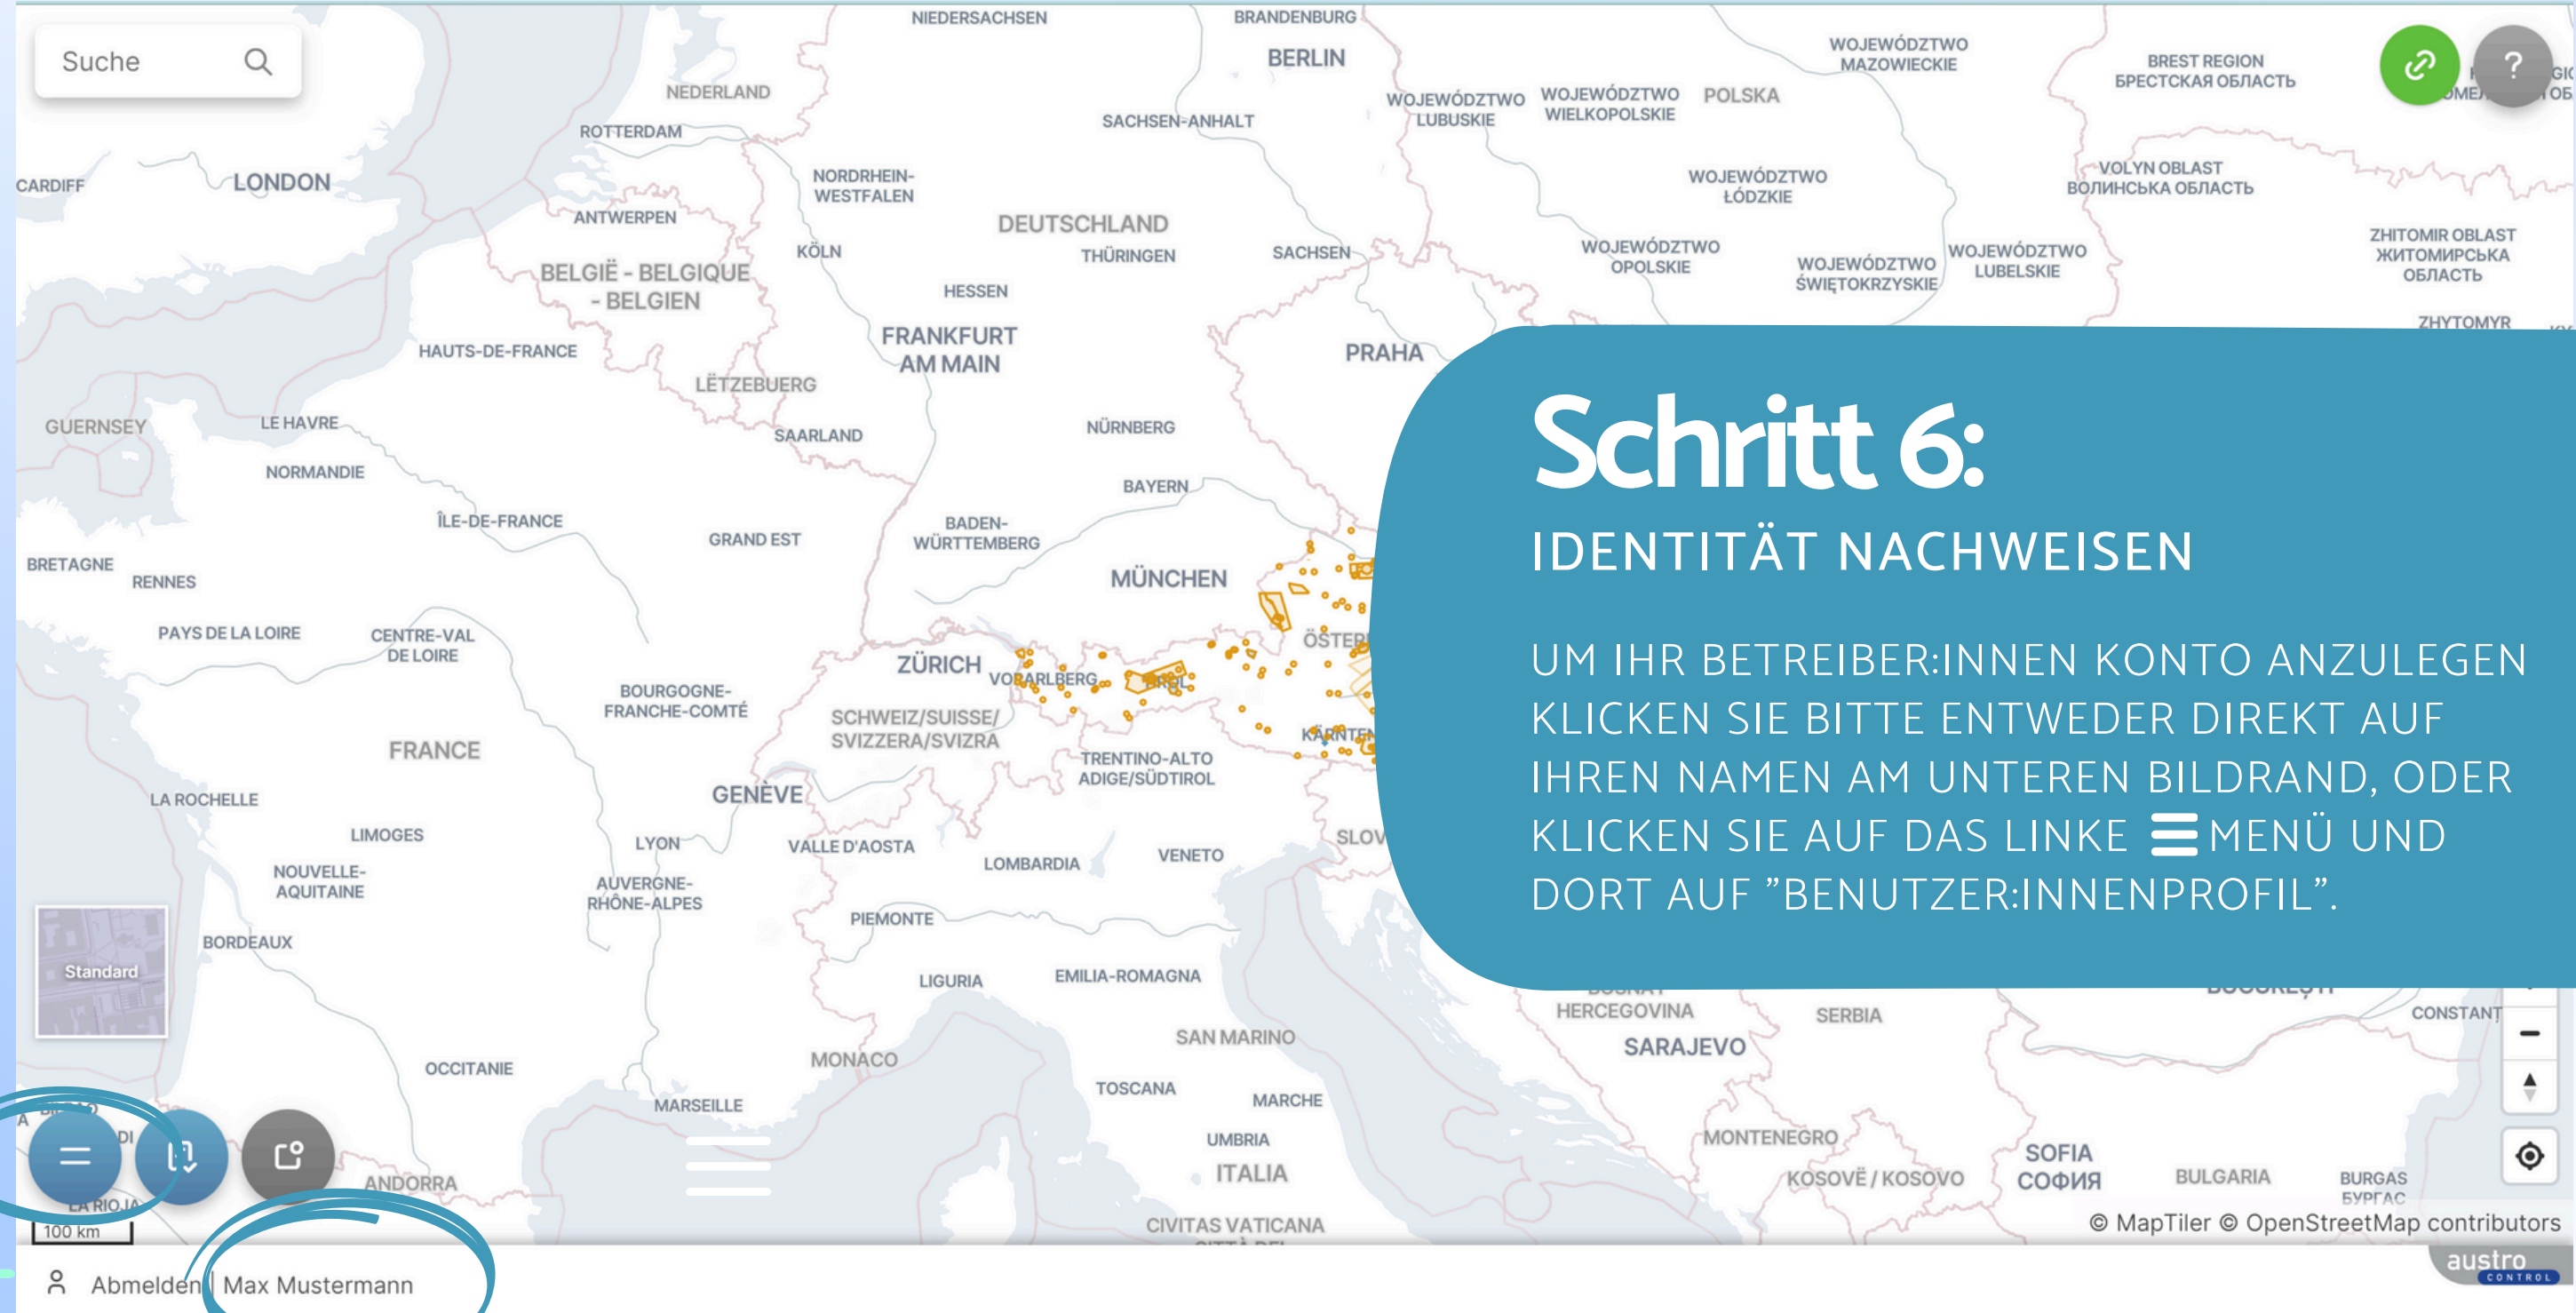 NIEDERSACHSEN
BRANDENBURG
Suche
BERLIN
WOJEWÓDZTWO
MAZOWIECKIE
BREST REGION
БРЕСТСКАЯ ОБЛАСТЬ
?
NEDERLAND
WOJEWÓDZTWO
LUBUSKIE
WOJEWÓDZTWO
WIELKOPOLSKIE
POLSKA
ROTTERDAM
SACHSEN-ANHALT
CARDIFF
LONDON
NORDRHEIN-
WESTFALEN
WOJEWÓDZTWO
ŁÓDZKIE
VOLYN OBLAST
ВОЛИНСЬКА ОБЛАСТЬ
ANTWERPEN
DEUTSCHLAND
KÖLN
THÜRINGEN
SACHSEN
WOJEWÓDZTWO
OPOLSKIE
WOJEWÓDZTWO
ŚWIĘTOKRZYSKIE
WOJEWÓDZTWO
LUBELSKIE
ZHITOMIR OBLAST
ЖИТОМИРСЬКА
ОБЛАСТЬ
BELGIË - BELGIQUE
- BELGIEN
HESSEN
FRANKFURT
AM MAIN
ZHYTOMYR
HAUTS-DE-FRANCE
PRAHA
LËTZEBUERG
GUERNSEY
LE HAVRE
SAARLAND
NÜRNBERG
NORMANDIE
BAYERN
ÎLE-DE-FRANCE
GRAND EST
BADEN-
WÜRTTEMBERG
BRETAGNE
RENNES
MÜNCHEN
PAYS DE LA LOIRE
CENTRE-VAL
DE LOIRE
ZÜRICH
VORARLBERG
BOURGOGNE-
FRANCHE-COMTÉ
SCHWEIZ/SUISSE/
SVIZZERA/SVIZRA
KÄRNTEN
FRANCE
TRENTINO-ALTO
ADIGE/SÜDTIROL
GENÈVE
LA ROCHELLE
LIMOGES
LYON
VALLE D'AOSTA
LOMBARDIA
VENETO
NOUVELLE-
AQUITAINE
AUVERGNE-
RHÔNE-ALPES
PIEMONTE
BORDEAUX
Standard
LIGURIA
EMILIA-ROMAGNA
Schritt 6:
IDENTITÄT NACHWEISEN
UM IHR BETREIBER:INNEN KONTO ANZULEGEN
KLICKEN SIE BITTE ENTWEDER DIREKT AUF
IHREN NAMEN AM UNTEREN BILDRAND, ODER
KLICKEN SIE AUF DAS LINKE MENÜ UND
DORT AUF "BENUTZER:INNENPROFIL".
HERCEGOVINA
SERBIA
SARAJEVO
SAN MARINO
MONACO
OCCITANIE
TOSCANA
MARCHE
MARSEILLE
UMBRIA
ITALIA
MONTENEGRO
KOSOVË / KOSOVO
SOFIA
СОФИЯ
BULGARIA
BURGAS
БУРГАС
ANDORRA
LA RIOJA
100 km
CIVITAS VATICANA
© MapTiler © OpenStreetMap contributors
Abmelden | Max Mustermann
austro
CONTROL